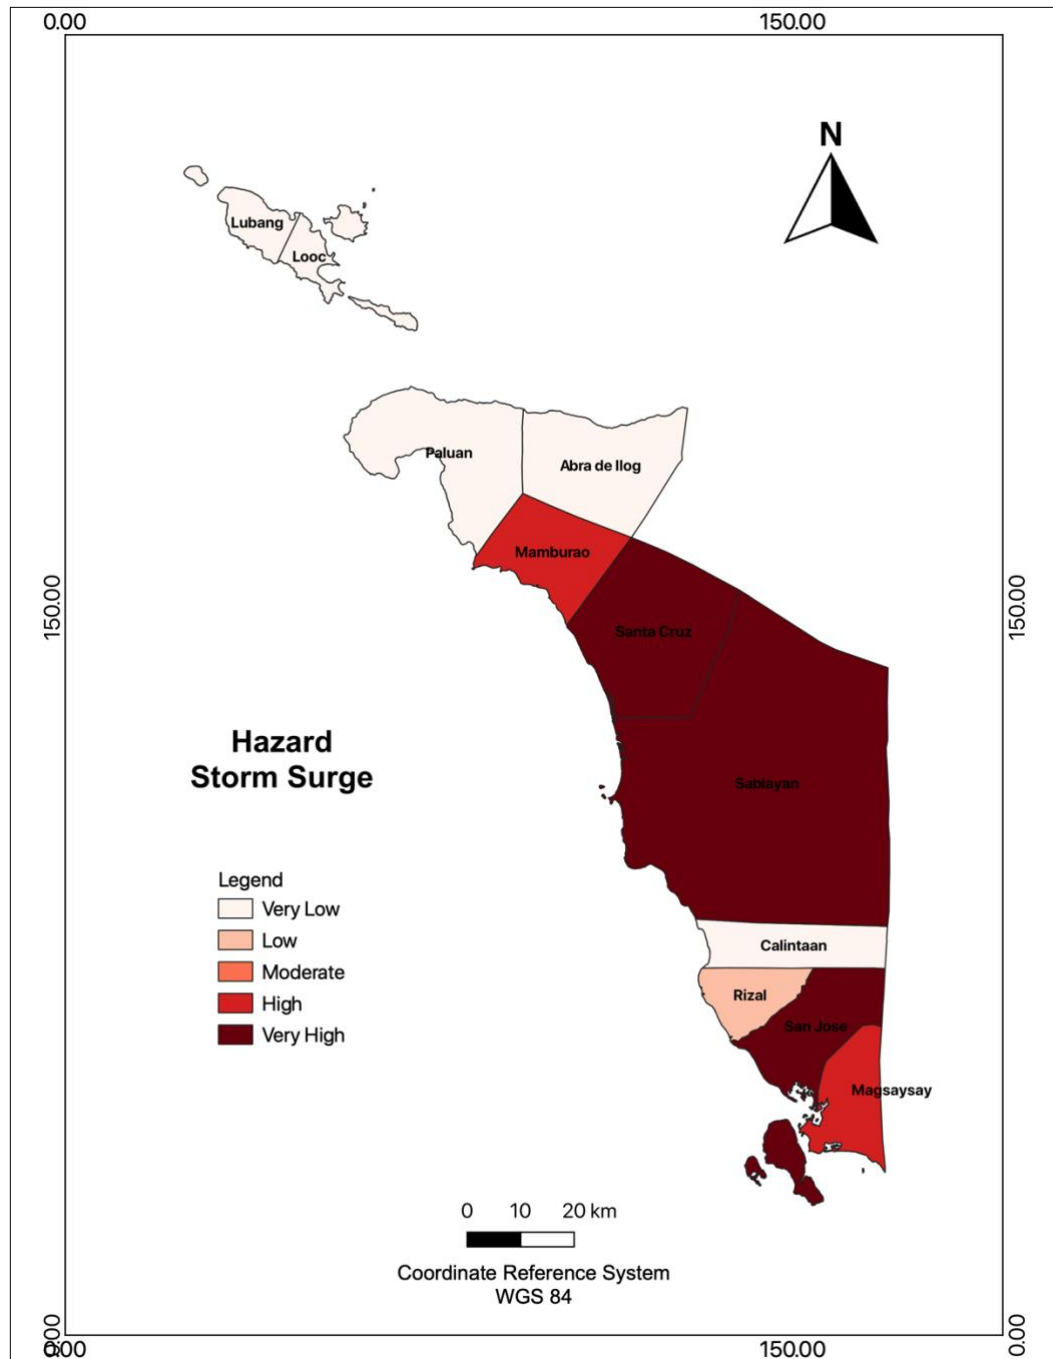 0.00
150.00
N
Lubang
Looc
Paluan
Abra de Ilog
Mamburao
150.00
150.00
Santa Cruz
Hazard
Storm Surge
Sablayan
Legend
Very Low
Low
Moderate
High
Very High
Calintaan
Rizal
San Jose
Magsaysay
0 10 20 km
Coordinate Reference System
WGS 84
0.00
0.00
0.00
150.00